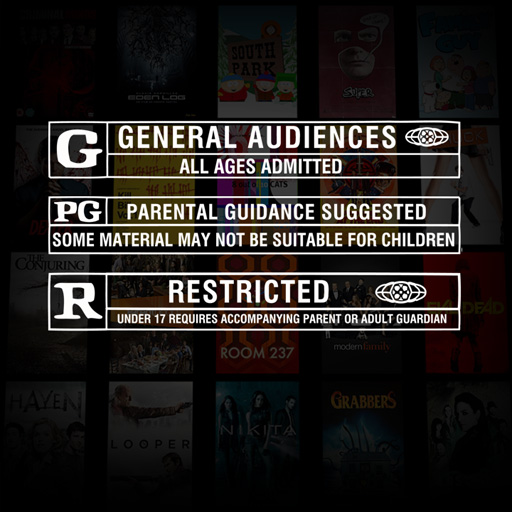 EDEN LOG
SOUTH
PARK
SUPER
G
GENERAL AUDIENCES
ALL AGES ADMITTED
PG
PARENTAL GUIDANCE SUGGESTED
SOME MATERIAL MAY NOT BE SUITABLE FOR CHILDREN
THE
CONJURING
R
RESTRICTED
UNDER 17 REQUIRES ACCOMPANYING PARENT OR ADULT GUARDIAN
ROOM 237
modern family
HAVEN
LOOPER
NIKITA
GRABBERS